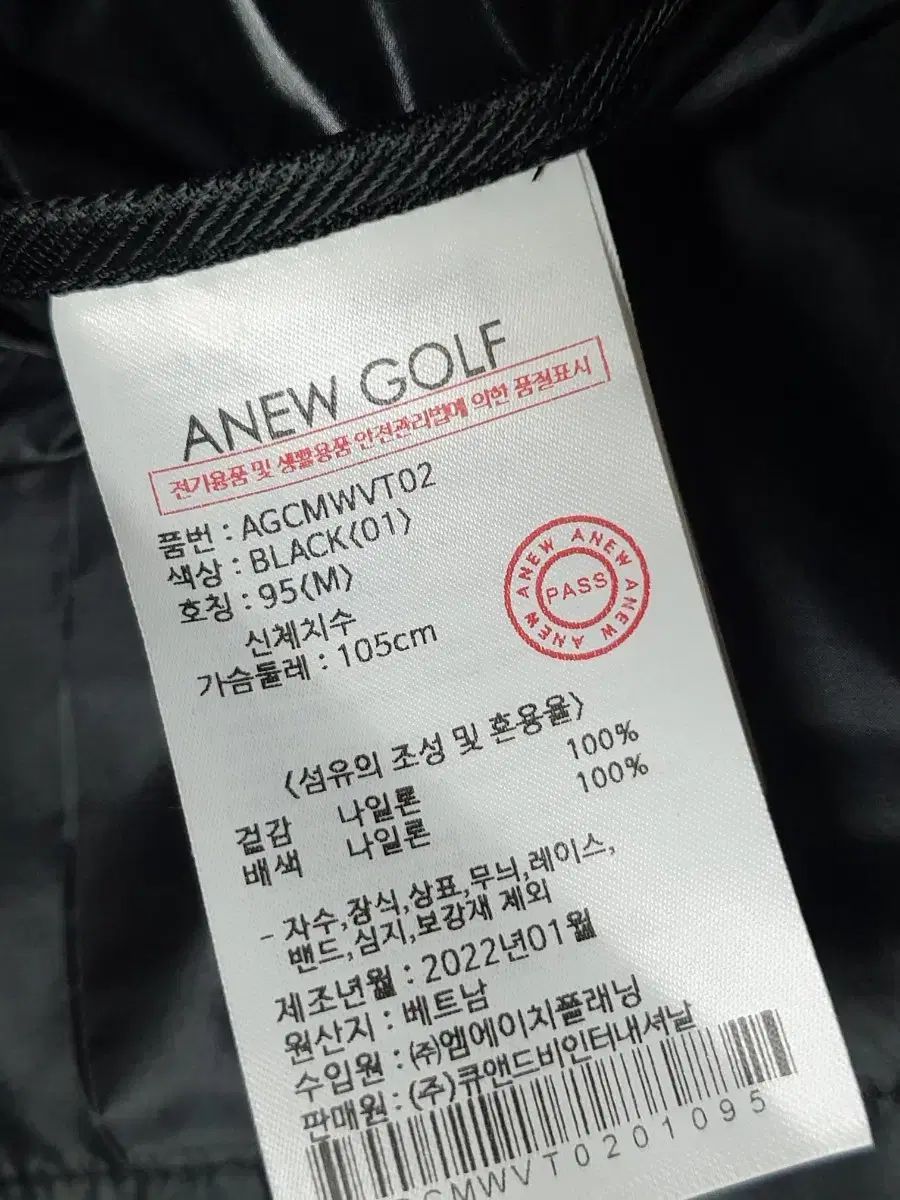 ANEW GOLF
전기용품 및 생활용품 안전관리법에 의한 품질표시
품번 : AGCMWVT02
색상 : BLACK<01>
호칭 : 95<M>
신체치수
가슴둘레 : 105cm
ANEW ANEW ANEW ANEW
PASS
<섬유의 조성 및 혼용율>
겉감 나일론 100%
배색 나일론 100%
- 자수,장식,상표,무늬,레이스,
밴드,심지,보강재 제외
제조년월 : 2022년01월
원산지 : 베트남
수입원 : ㈜엠에이치플래닝
판매원 : (주)큐앤드비인터내셔날
GCMWVT0201095